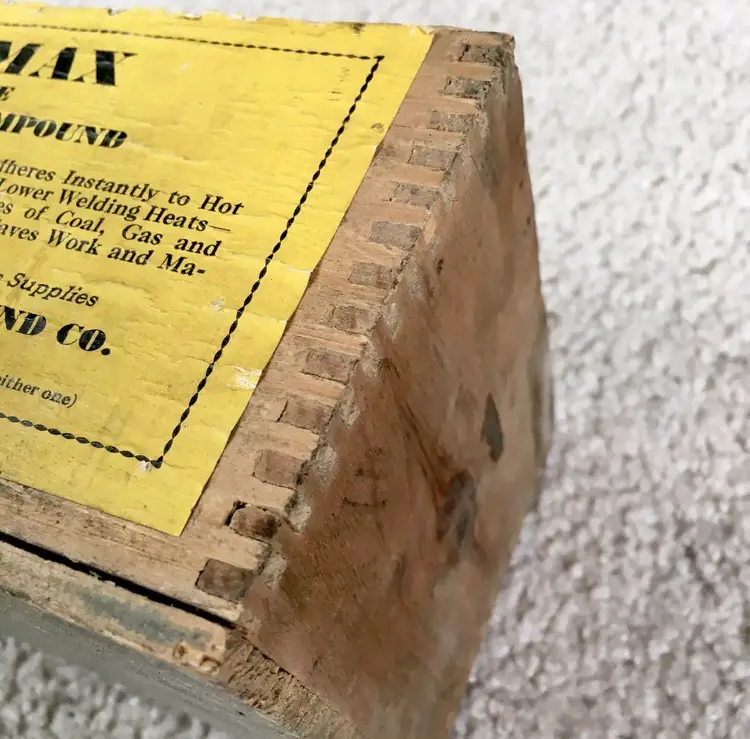 MAX
E
MPOUND
dheres Instantly to Hot
Lower Welding Heats—
es of Coal, Gas and
aves Work and Ma-
s Supplies
ND CO.
either one)